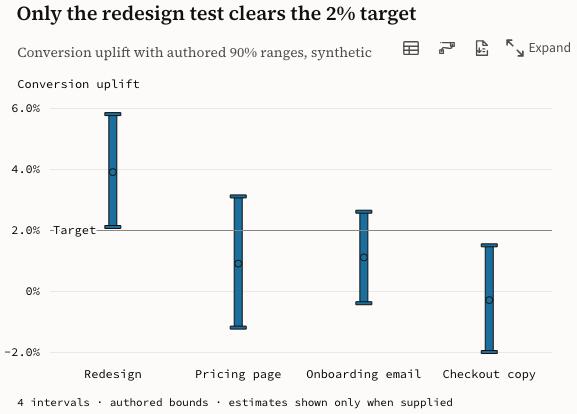 Only the redesign test clears the 2% target
Conversion uplift with authored 90% ranges, synthetic
Expand
Conversion uplift
6.0%
4.0%
2.0% Target
0%
-2.0%
Redesign Pricing page Onboarding email Checkout copy
4 intervals · authored bounds · estimates shown only when supplied